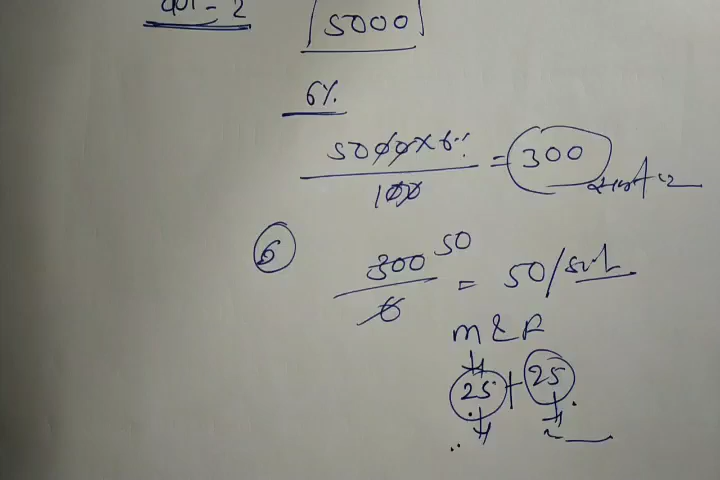 5000
6%
5000 × 6%
100
= 300
6
300 50
6
= 50 /
M & F
25 + 25